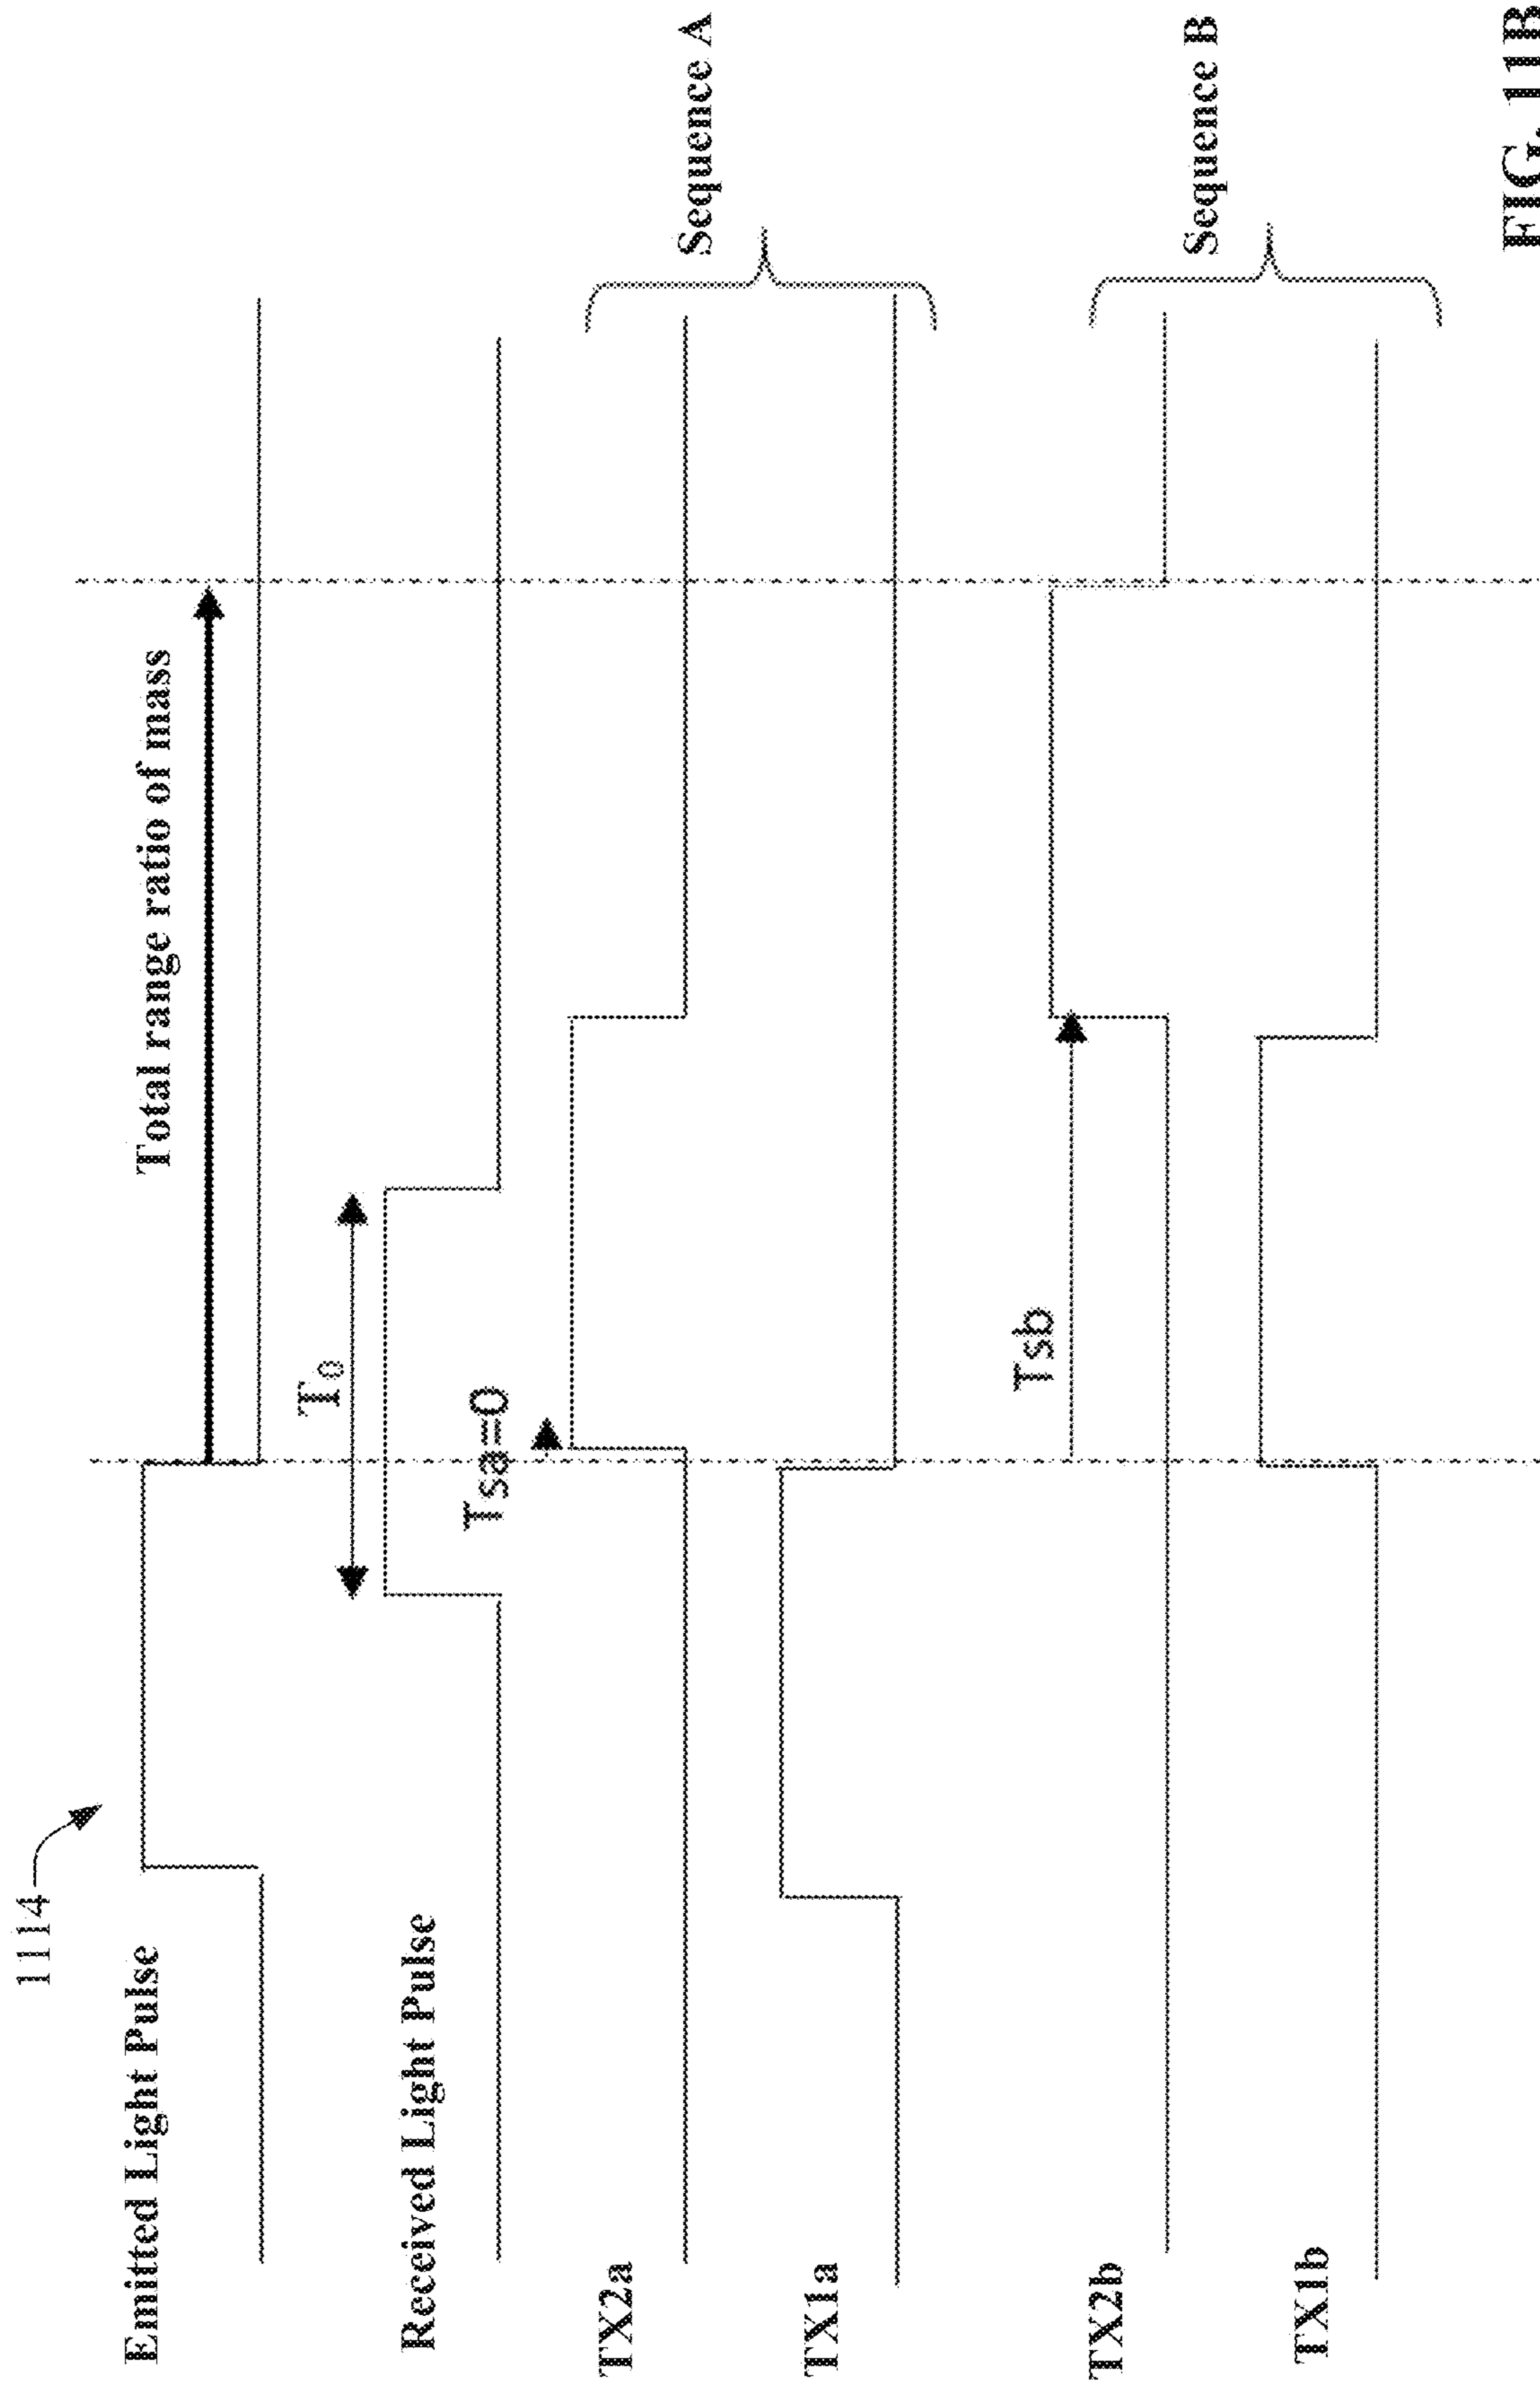 1114
Emitted Light Pulse
Total range ratio of mass
Received Light Pulse
T0
Tsa=0
TX2a
TX1a
Sequence A
Tsb
TX2b
TX1b
Sequence B
FIG. 11B